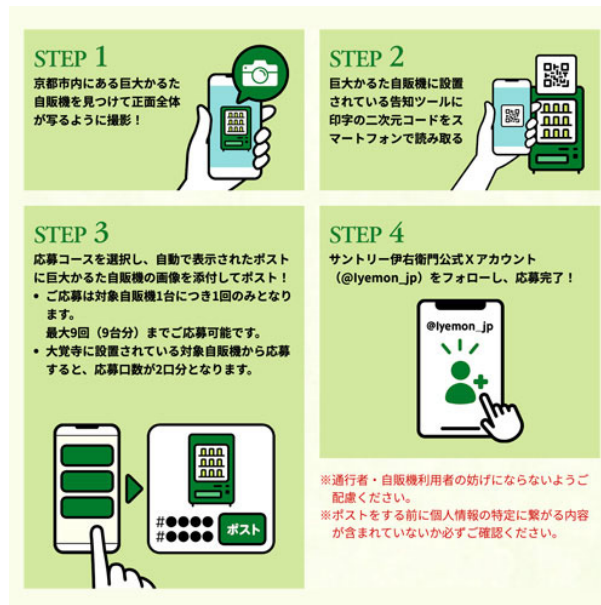 STEP 1
京都市内にある巨大かるた
自販機を見つけて正面全体
が写るように撮影！
STEP 2
巨大かるた自販機に設置
されている告知ツールに
印字の二次元コードをス
マートフォンで読み取る
STEP 3
応募コースを選択し、自動で表示されたポスト
に巨大かるた自販機の画像を添付してポスト！
• ご応募は対象自販機1台につき1回のみとなり
ます。
最大9回（9台分）までご応募可能です。
• 大覚寺に設置されている対象自販機から応募
すると、応募口数が2口分となります。
#●●●●
#●●●●
ポスト
STEP 4
サントリー伊右衛門公式Xアカウント
（@Iyemon_jp）をフォローし、応募完了！
@Iyemon_jp
※通行者・自販機利用者の妨げにならないようご
配慮ください。
※ポストをする前に個人情報の特定に繋がる内容
が含まれていないか必ずご確認ください。